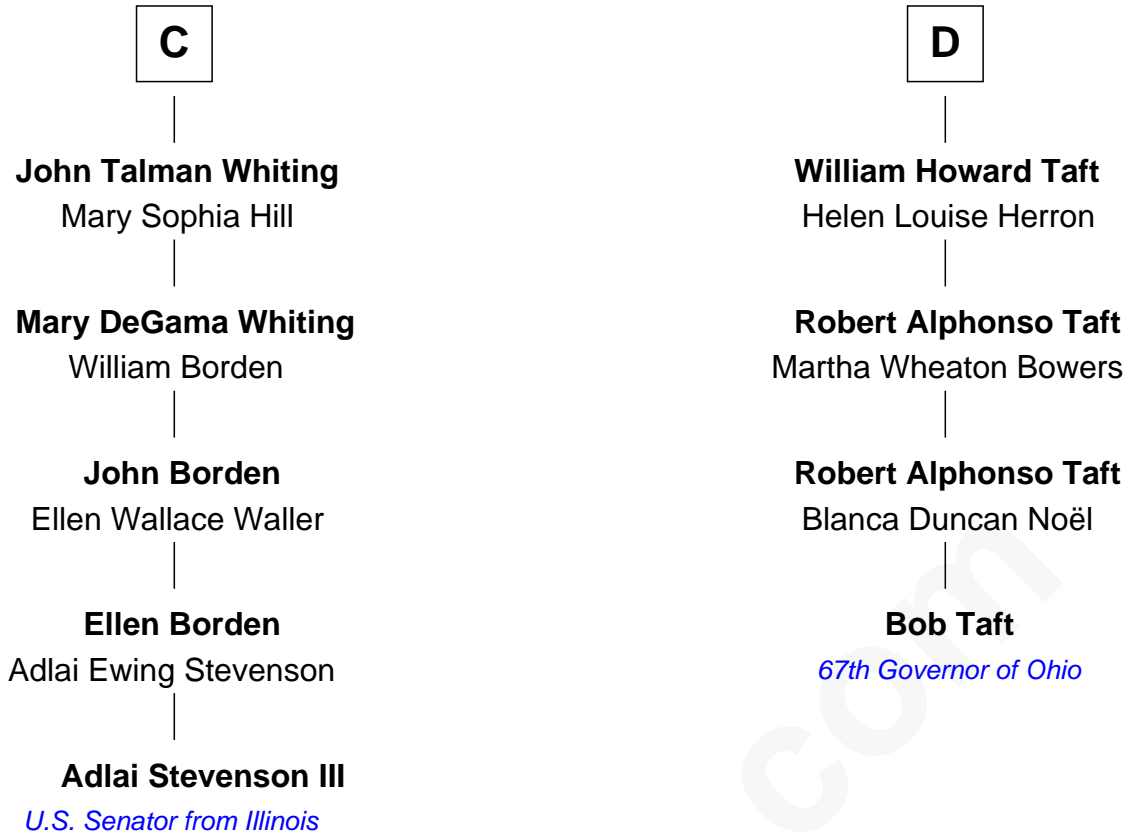 C
John Talman Whiting
Mary Sophia Hill
Mary DeGama Whiting
William Borden
John Borden
Ellen Wallace Waller
Ellen Borden
Adlai Ewing Stevenson
Adlai Stevenson III
U.S. Senator from Illinois
D
William Howard Taft
Helen Louise Herron
Robert Alphonso Taft
Martha Wheaton Bowers
Robert Alphonso Taft
Blanca Duncan Noël
Bob Taft
67th Governor of Ohio
com